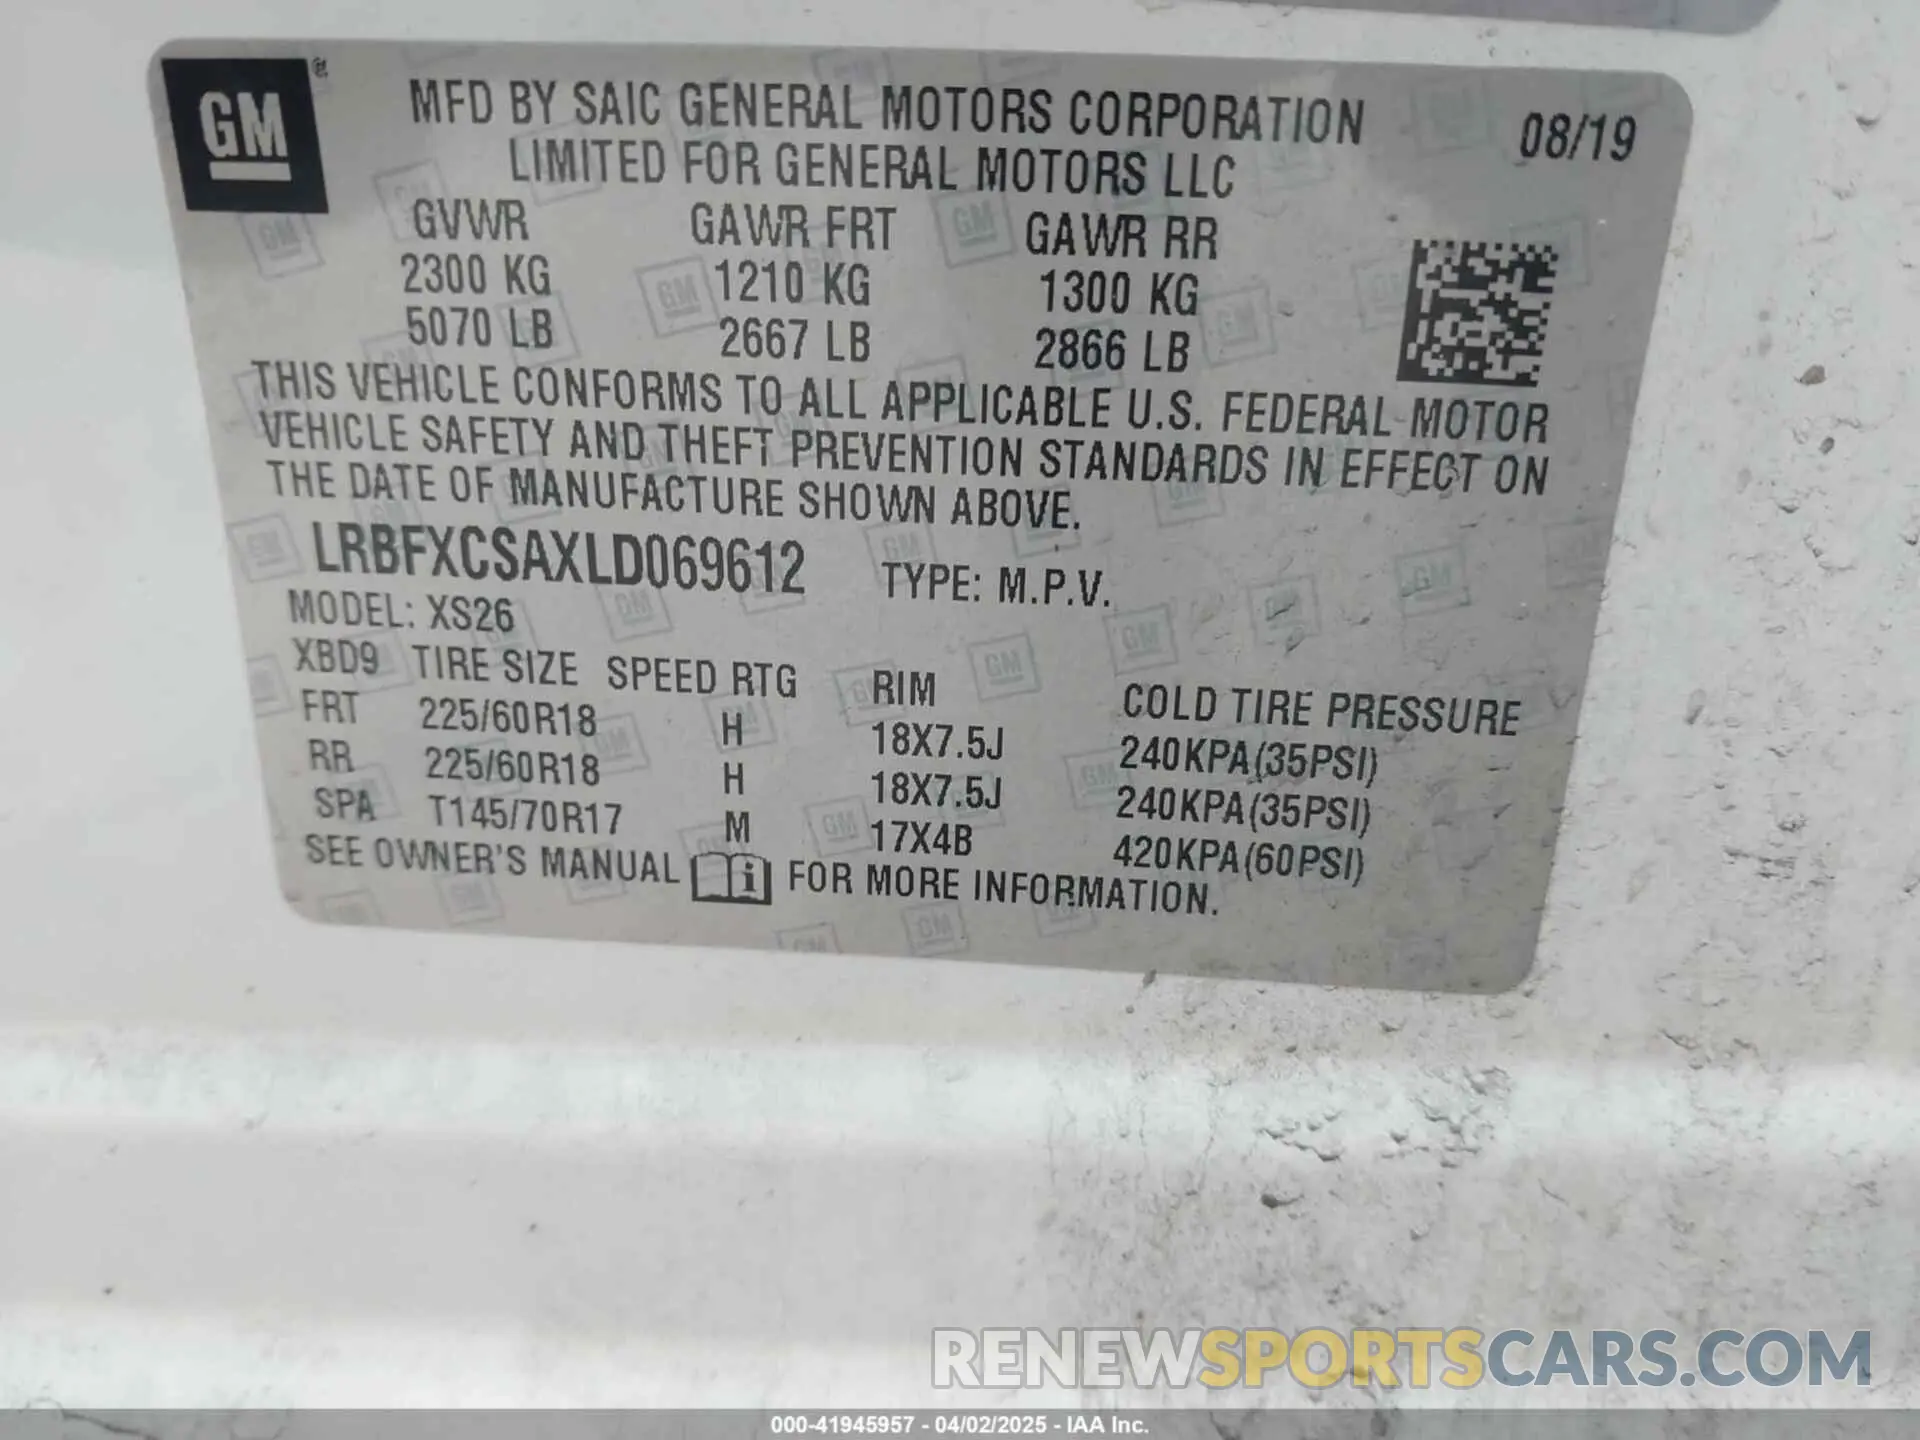 GM
MFD BY SAIC GENERAL MOTORS CORPORATION
LIMITED FOR GENERAL MOTORS LLC
08/19
GVWR GAWR FRT GAWR RR
2300 KG 1210 KG 1300 KG
5070 LB 2667 LB 2866 LB
THIS VEHICLE CONFORMS TO ALL APPLICABLE U.S. FEDERAL MOTOR
VEHICLE SAFETY AND THEFT PREVENTION STANDARDS IN EFFECT ON
THE DATE OF MANUFACTURE SHOWN ABOVE.
LRBFXCSAXLD069612 TYPE: M.P.V.
MODEL: XS26
XBD9 TIRE SIZE SPEED RTG RIM COLD TIRE PRESSURE
FRT 225/60R18 H 18X7.5J 240KPA(35PSI)
RR 225/60R18 H 18X7.5J 240KPA(35PSI)
SPA T145/70R17 M 17X4B 420KPA(60PSI)
SEE OWNER'S MANUAL i FOR MORE INFORMATION.
RENEWSPORTSCARS.COM
000-41945957 - 04/02/2025 - IAA Inc.